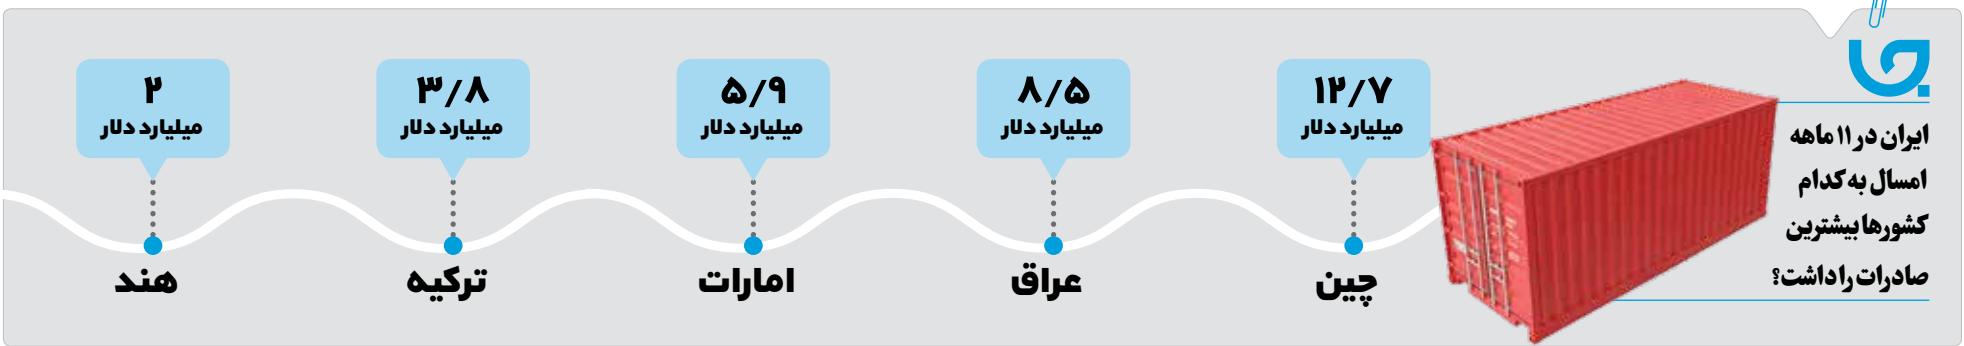 ایران در ۱۱ ماهه
امسال به کدام
کشورها بیشترین
صادرات را داشت؟
۱۲/۷
میلیارد دلار
چین
۸/۵
میلیارد دلار
عراق
۵/۹
میلیارد دلار
امارات
۳/۸
میلیارد دلار
ترکیه
۲
میلیارد دلار
هند